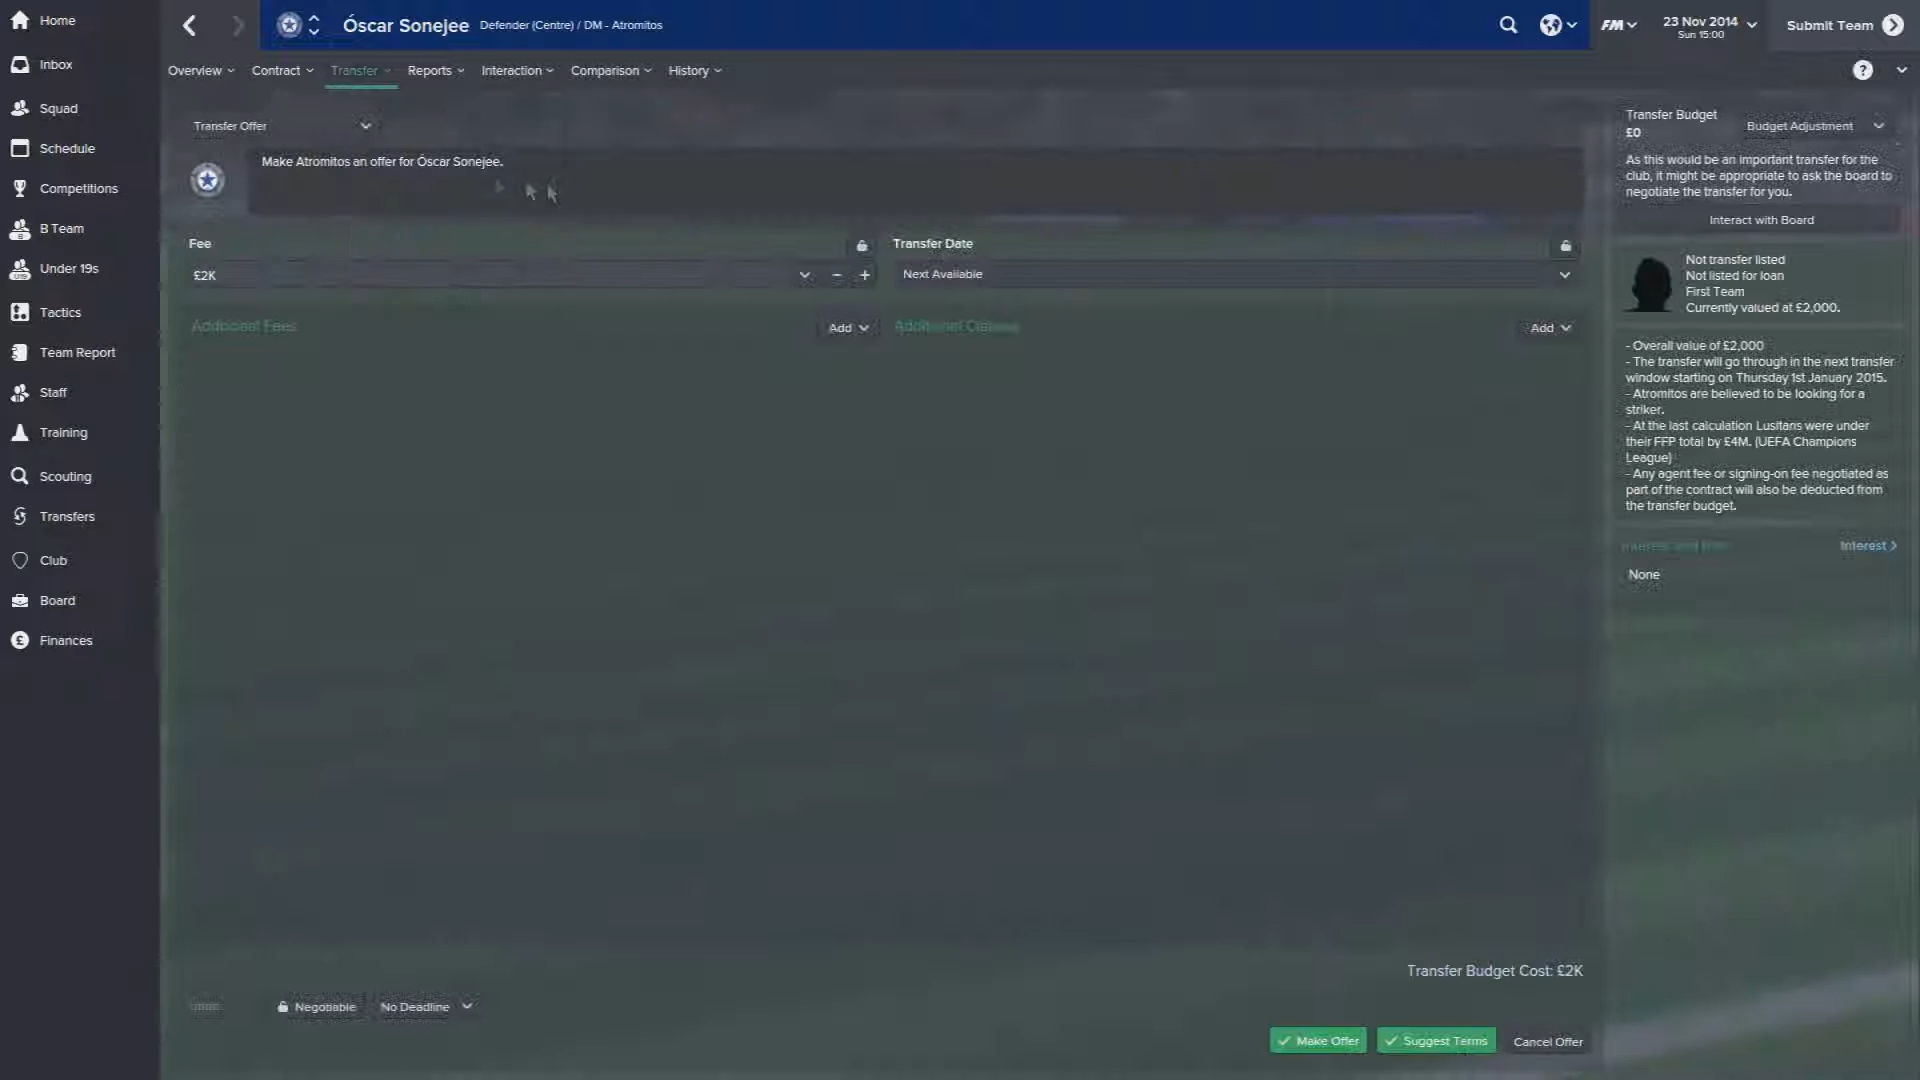 Home
Inbox
Squad
Schedule
Competitions
B Team
Under 19s
Tactics
Team Report
Staff
Training
Scouting
Transfers
Club
Board
Finances
Óscar Sonejee Defender (Centre) / DM - Atromitos
FM
23 Nov 2014
Sun 15:00
Submit Team
Overview Contract Transfer Reports Interaction Comparison History
?
Transfer Offer
Make Atromitos an offer for Óscar Sonejee.
Fee
£2K
Transfer Date
Next Available
Additional Fees
Add
Additional Clauses
Add
Transfer Budget Cost: £2K
Negotiable No Deadline
Make Offer
Suggest Terms
Cancel Offer
Transfer Budget
£0
Budget Adjustment
As this would be an important transfer for the
club, it might be appropriate to ask the board to
negotiate the transfer for you.
Interact with Board
Not transfer listed
Not listed for loan
First Team
Currently valued at £2,000.
- Overall value of £2,000
- The transfer will go through in the next transfer
window starting on Thursday 1st January 2015.
- Atromitos are believed to be looking for a
striker.
- At the last calculation Lusitans were under
their FFP total by £4M. (UEFA Champions
League)
- Any agent fee or signing-on fee negotiated as
part of the contract will also be deducted from
the transfer budget.
Interest
None